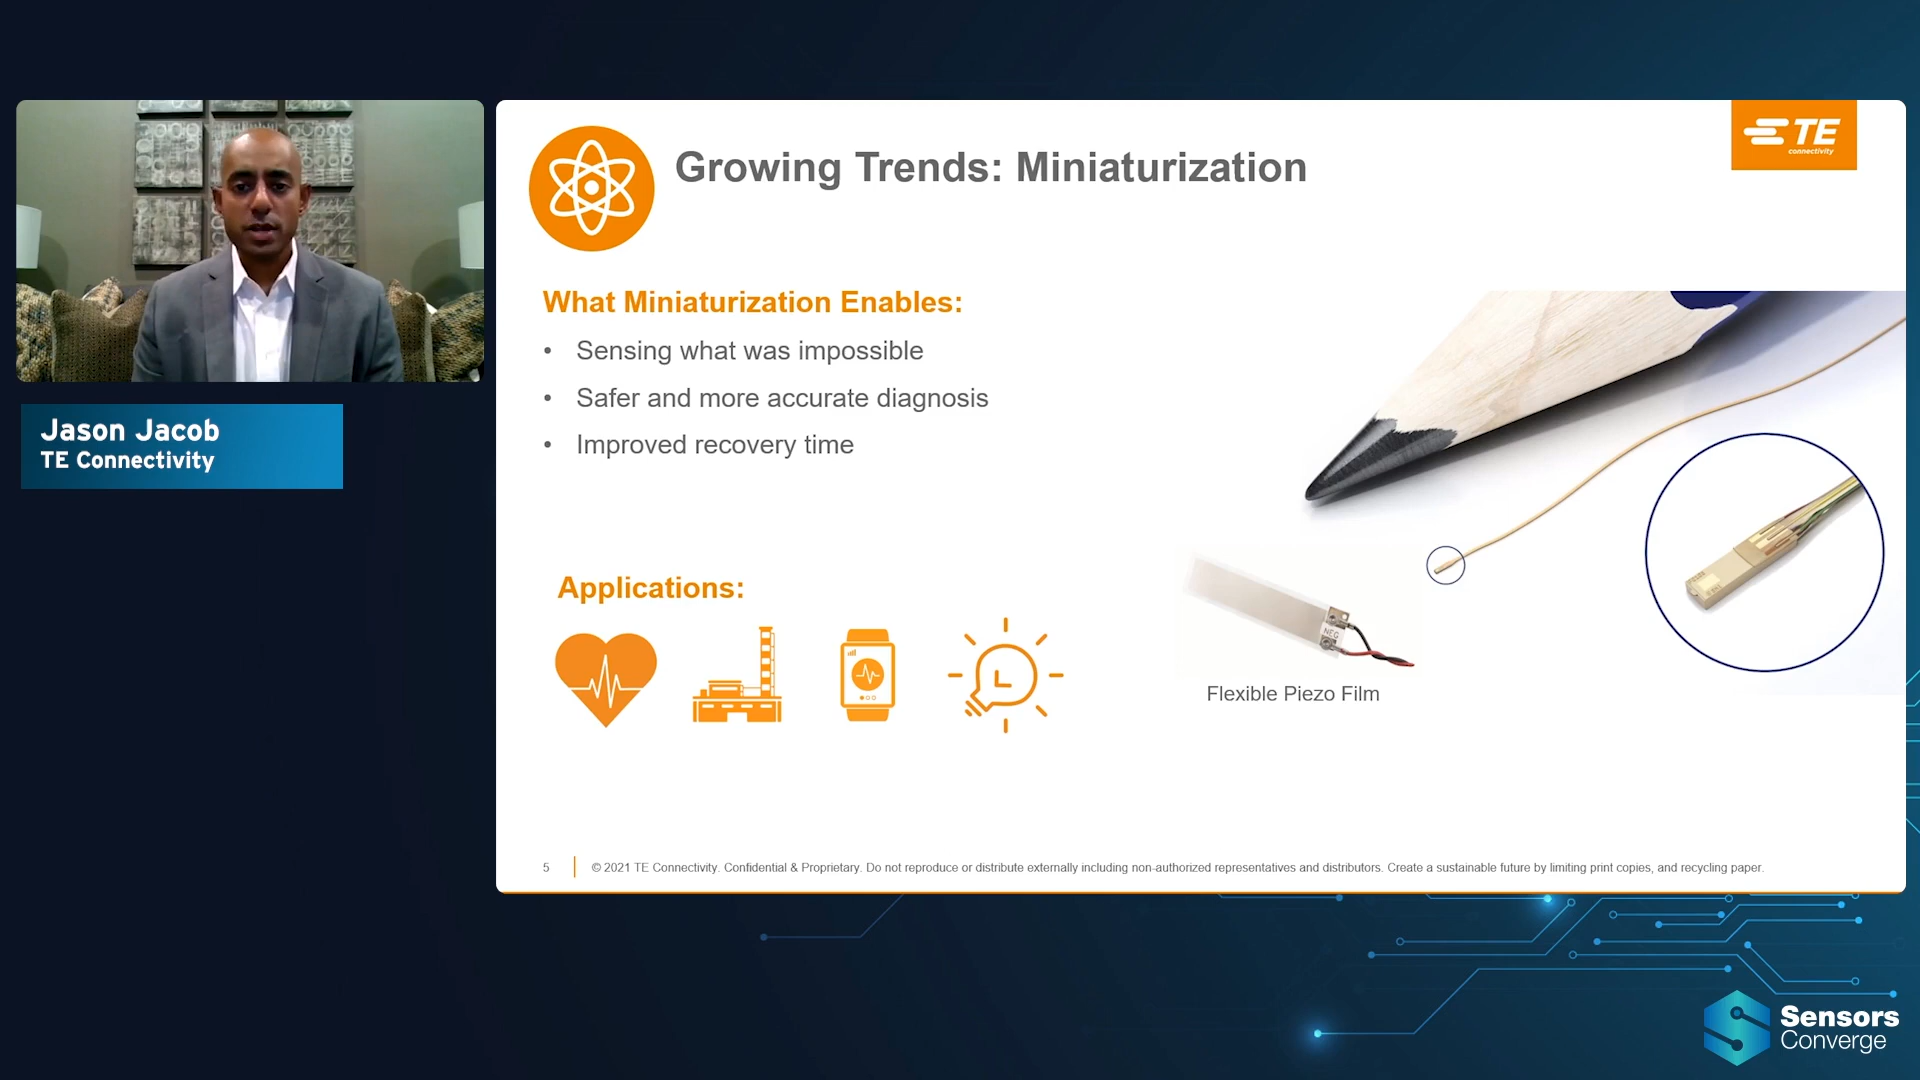 Jason Jacob
TE Connectivity
TE
connectivity
Growing Trends: Miniaturization
What Miniaturization Enables:
• Sensing what was impossible
• Safer and more accurate diagnosis
• Improved recovery time
Applications:
NEG
Flexible Piezo Film
5
© 2021 TE Connectivity. Confidential & Proprietary. Do not reproduce or distribute externally including non-authorized representatives and distributors. Create a sustainable future by limiting print copies, and recycling paper.
Sensors
Converge